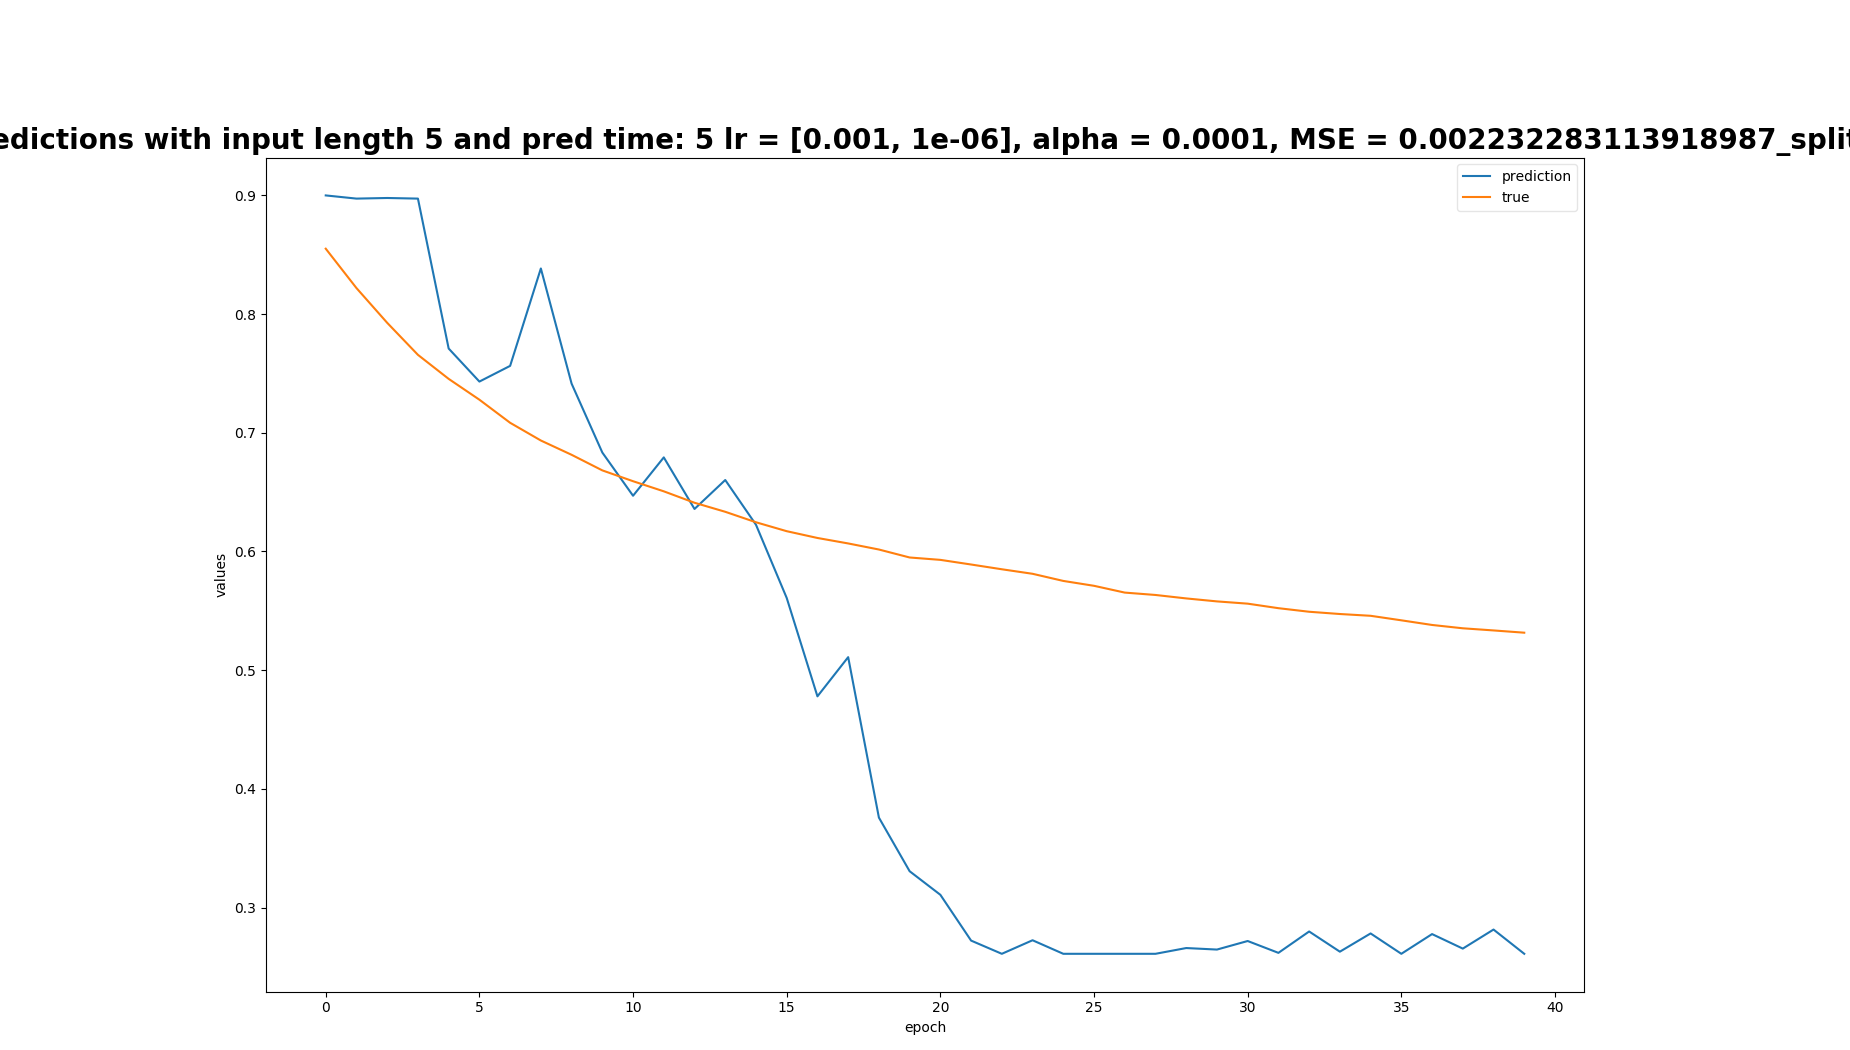 edictions with input length 5 and pred time: 5 lr = [0.001, 1e-06], alpha = 0.0001, MSE = 0.002232283113918987_split
prediction
true
0.9
0.8
0.7
0.6
0.5
0.4
0.3
values
0 5 10 15 20 25 30 35 40
epoch